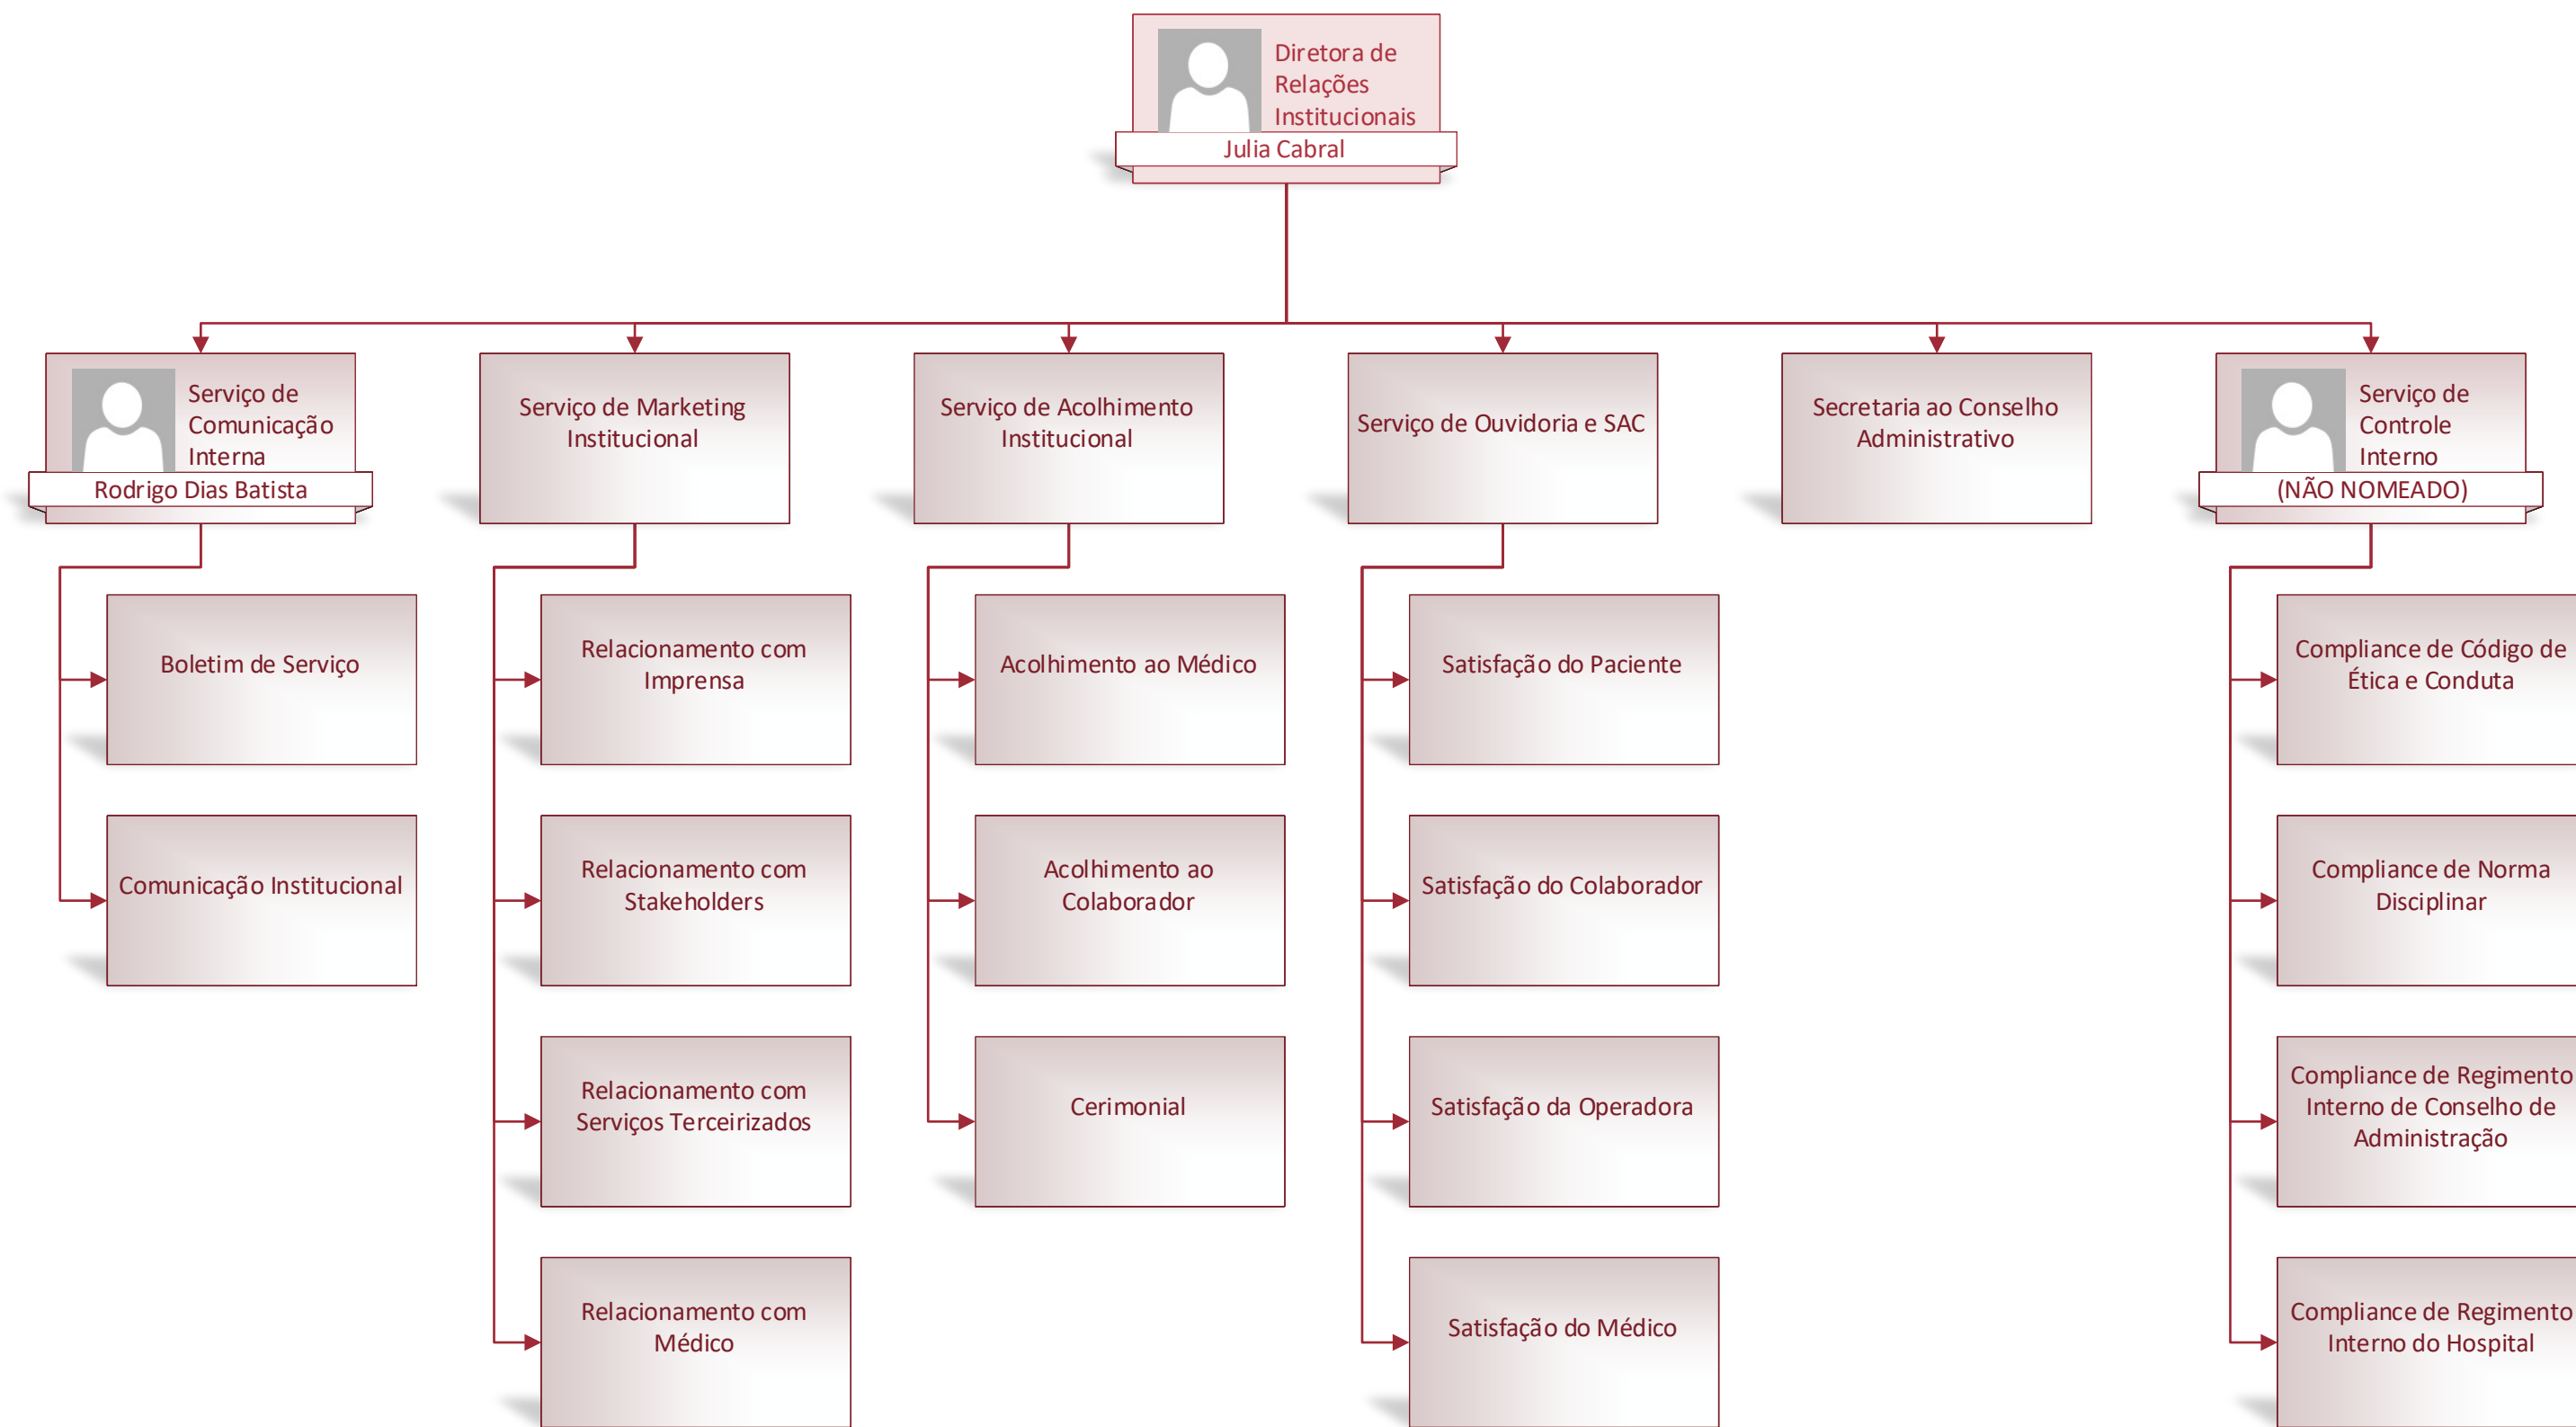 Diretora de
Relações
Institucionais
Julia Cabral
Serviço de
Comunicação
Interna
Rodrigo Dias Batista
Serviço de Marketing
Institucional
Serviço de Acolhimento
Institucional
Serviço de Ouvidoria e SAC
Secretaria ao Conselho
Administrativo
Serviço de
Controle
Interno
(NÃO NOMEADO)
Boletim de Serviço
Relacionamento com
Imprensa
Acolhimento ao Médico
Satisfação do Paciente
Compliance de Código de
Ética e Conduta
Comunicação Institucional
Relacionamento com
Stakeholders
Acolhimento ao
Colaborador
Satisfação do Colaborador
Compliance de Norma
Disciplinar
Relacionamento com
Serviços Terceirizados
Cerimonial
Satisfação da Operadora
Compliance de Regimento
Interno de Conselho de
Administração
Relacionamento com
Médico
Satisfação do Médico
Compliance de Regimento
Interno do Hospital